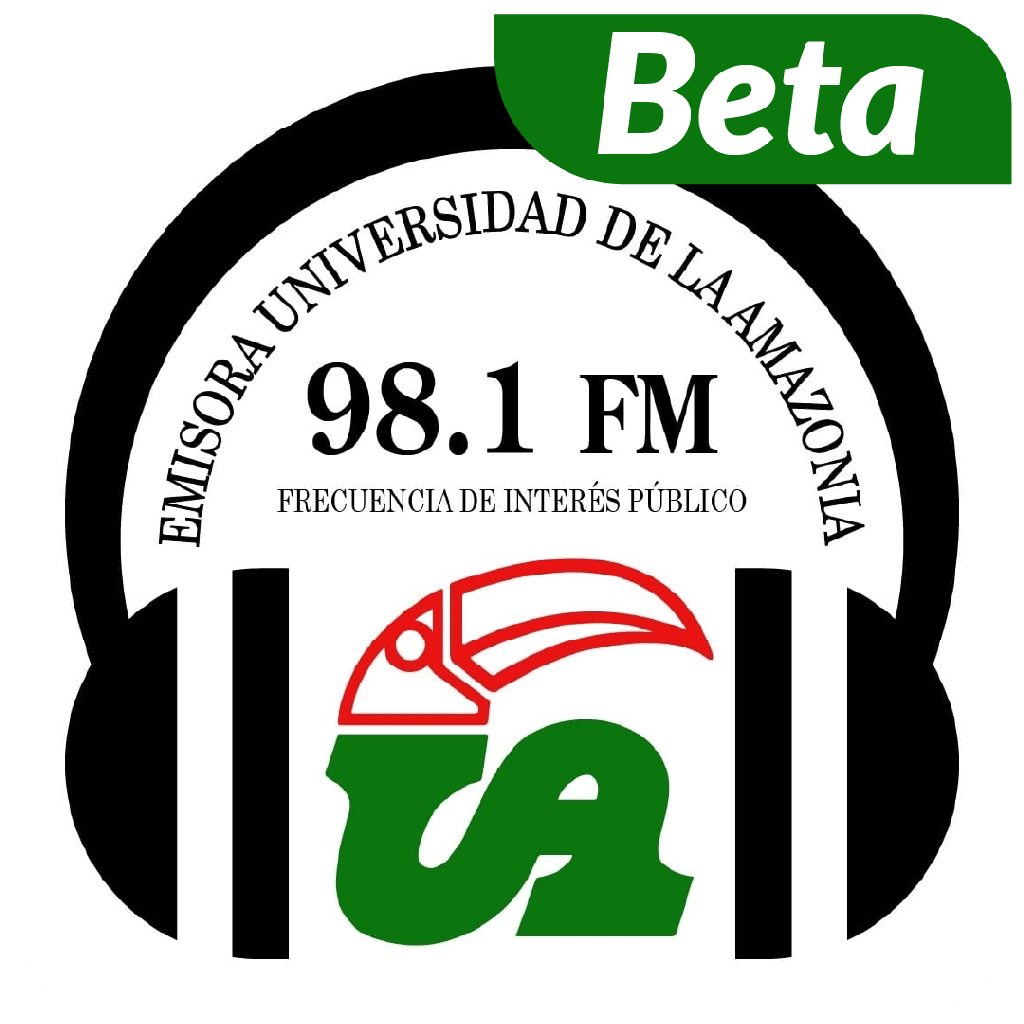 Beta
EMISORA UNIVERSIDAD DE LA AMAZONIA
98.1 FM
FRECUENCIA DE INTERÉS PÚBLICO
UA